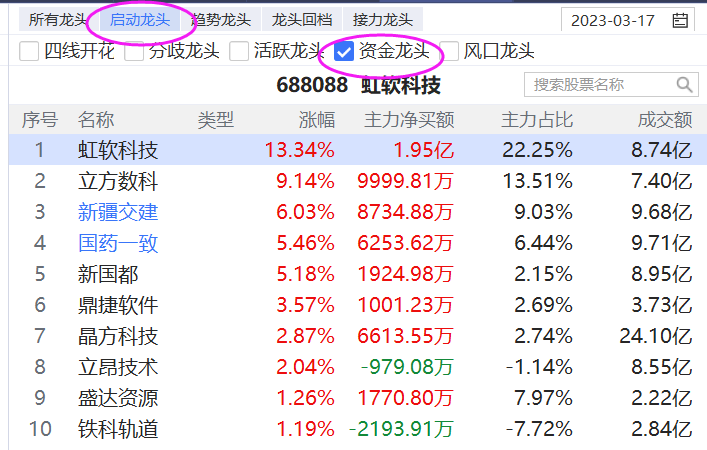 所有龙头 启动龙头 趋势龙头 龙头回档 接力龙头 2023-03-17
四线开花 分歧龙头 活跃龙头 资金龙头 风口龙头
688088 虹软科技 搜索股票名称
序号 名称 类型 涨幅 主力净买额 主力占比 成交额
1 虹软科技 13.34% 1.95亿 22.25% 8.74亿
2 立方数科 9.14% 9999.81万 13.51% 7.40亿
3 新疆交建 6.03% 8734.88万 9.03% 9.68亿
4 国药一致 5.46% 6253.62万 6.44% 9.71亿
5 新国都 5.18% 1924.98万 2.15% 8.95亿
6 鼎捷软件 3.57% 1001.23万 2.69% 3.73亿
7 晶方科技 2.87% 6613.55万 2.74% 24.10亿
8 立昂技术 2.04% -979.08万 -1.14% 8.55亿
9 盛达资源 1.26% 1770.80万 7.97% 2.22亿
10 铁科轨道 1.19% -2193.91万 -7.72% 2.84亿